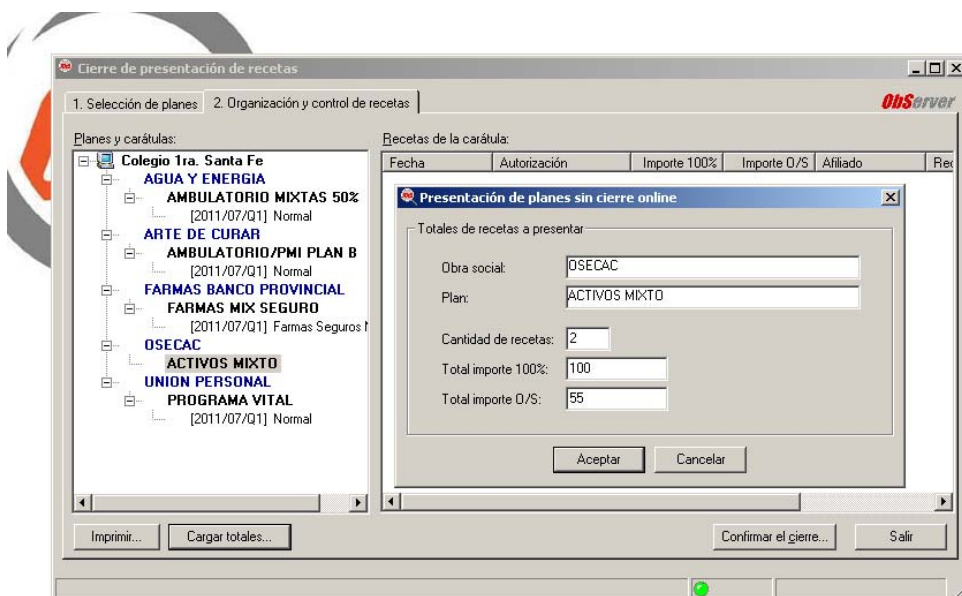 Cierre de presentación de recetas
1. Selección de planes
2. Organización y control de recetas
ObServer
Planes y carátulas:
Colegio 1ra. Santa Fe
AGUA Y ENERGIA
AMBULATORIO MIXTAS 50%
[2011/07/Q1] Normal
ARTE DE CURAR
AMBULATORIO/PMI PLAN B
[2011/07/Q1] Normal
FARMAS BANCO PROVINCIAL
FARMAS MIX SEGURO
[2011/07/Q1] Farmas Seguros
OSECAC
ACTIVOS MIXTO
UNION PERSONAL
PROGRAMA VITAL
[2011/07/Q1] Normal
Recetas de la carátula:
Fecha Autorización Importe 100% Importe O/S Afiliado Rec
Presentación de planes sin cierre online
Totales de recetas a presentar
Obra social: OSECAC
Plan: ACTIVOS MIXTO
Cantidad de recetas: 2
Total importe 100%: 100
Total importe O/S: 55
Aceptar Cancelar
Imprimir... Cargar totales... Confirmar el cierre... Salir